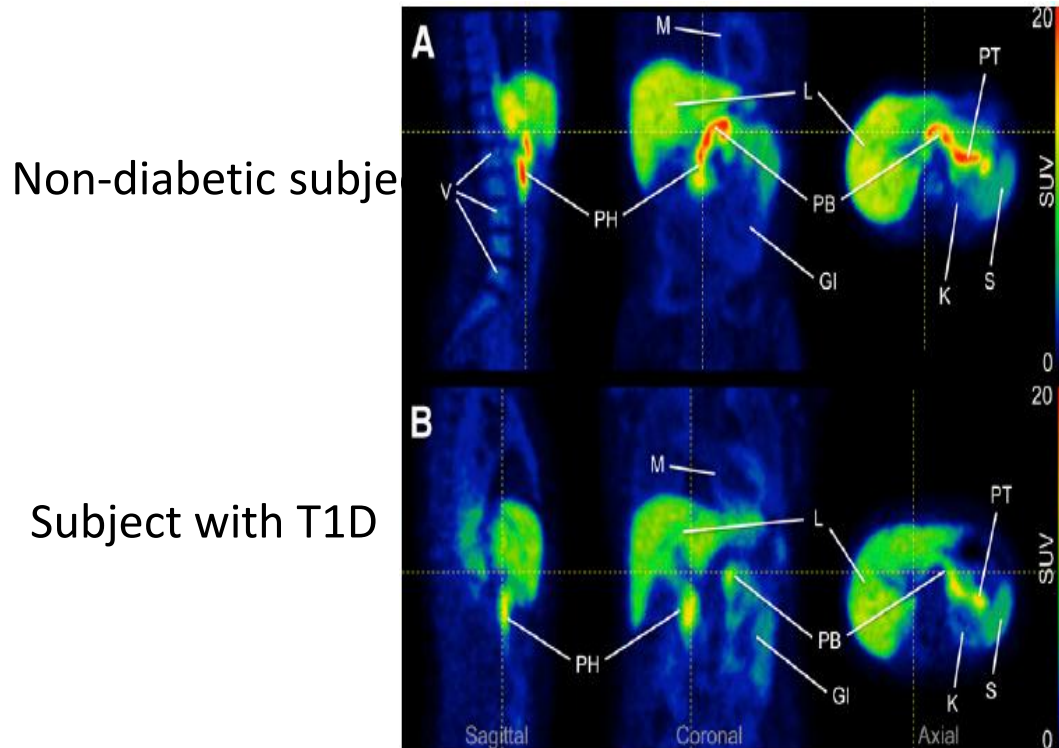 Non-diabetic subje
Subject with T1D
A
M
20
PT
L
SUV
V
PH
PB
GI
K
S
0
B
20
M
PT
L
SUV
PH
PB
GI
K
S
Sagittal
Coronal
Axial
0